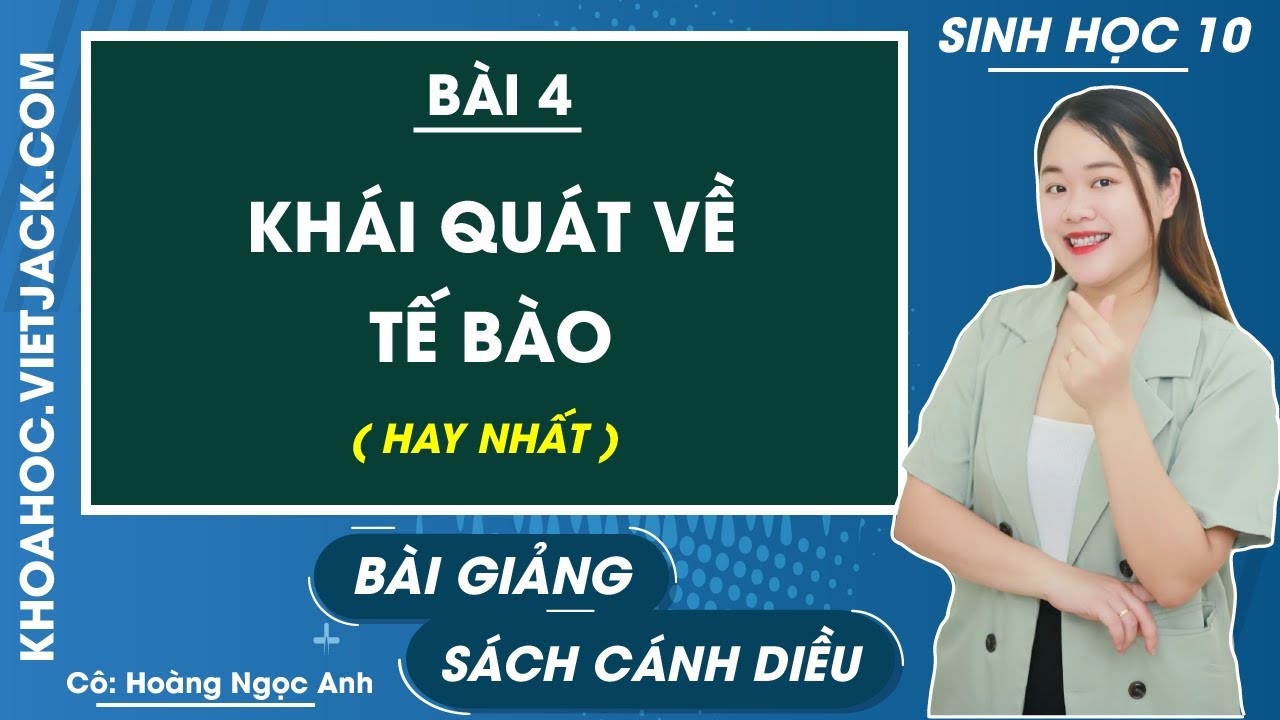 KHOAHOC.VIETJACK.COM
SINH HỌC 10
BÀI 4
KHÁI QUÁT VỀ
TẾ BÀO
( HAY NHẤT )
BÀI GIẢNG
SÁCH CÁNH DIỀU
Cô: Hoàng Ngọc Anh